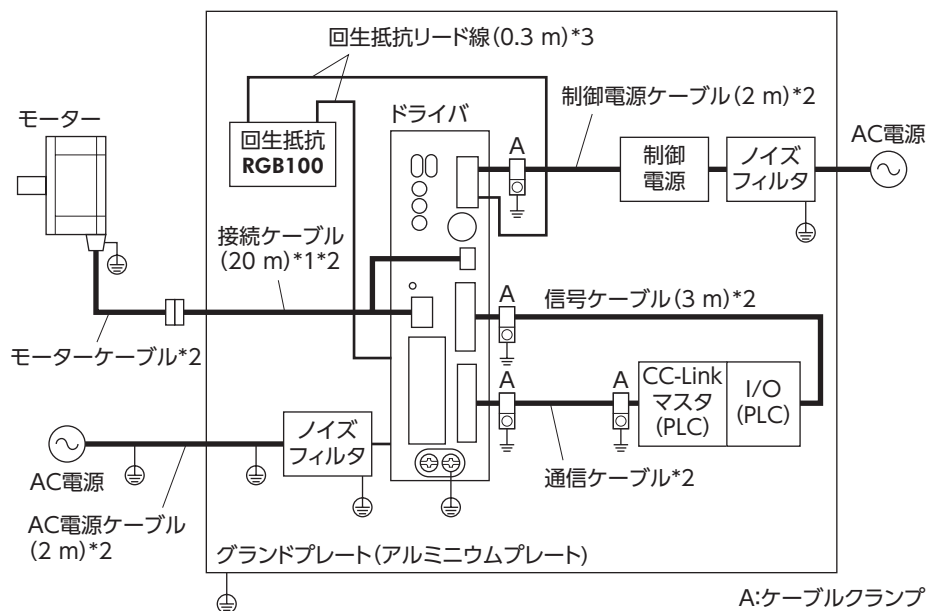 回生抵抗リード線(0.3 m)*3
制御電源ケーブル(2 m)*2
モーター
ドライバ
AC電源
回生抵抗
RGB100
A
制御
電源
ノイズ
フィルタ
接続ケーブル
(20 m)*1*2
A
信号ケーブル(3 m)*2
モーターケーブル*2
A
A
CC-Link
マスタ
(PLC)
I/O
(PLC)
ノイズ
フィルタ
通信ケーブル*2
AC電源
AC電源ケーブル
(2 m)*2
グランドプレート(アルミニウムプレート)
A:ケーブルクランプ